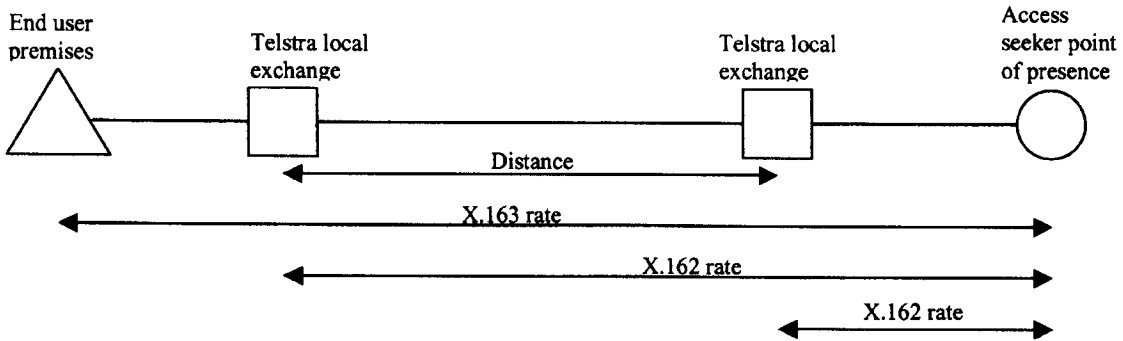 End user
premises
Telstra local
exchange
Telstra local
exchange
Access
seeker point
of presence
Distance
X.163 rate
X.162 rate
X.162 rate